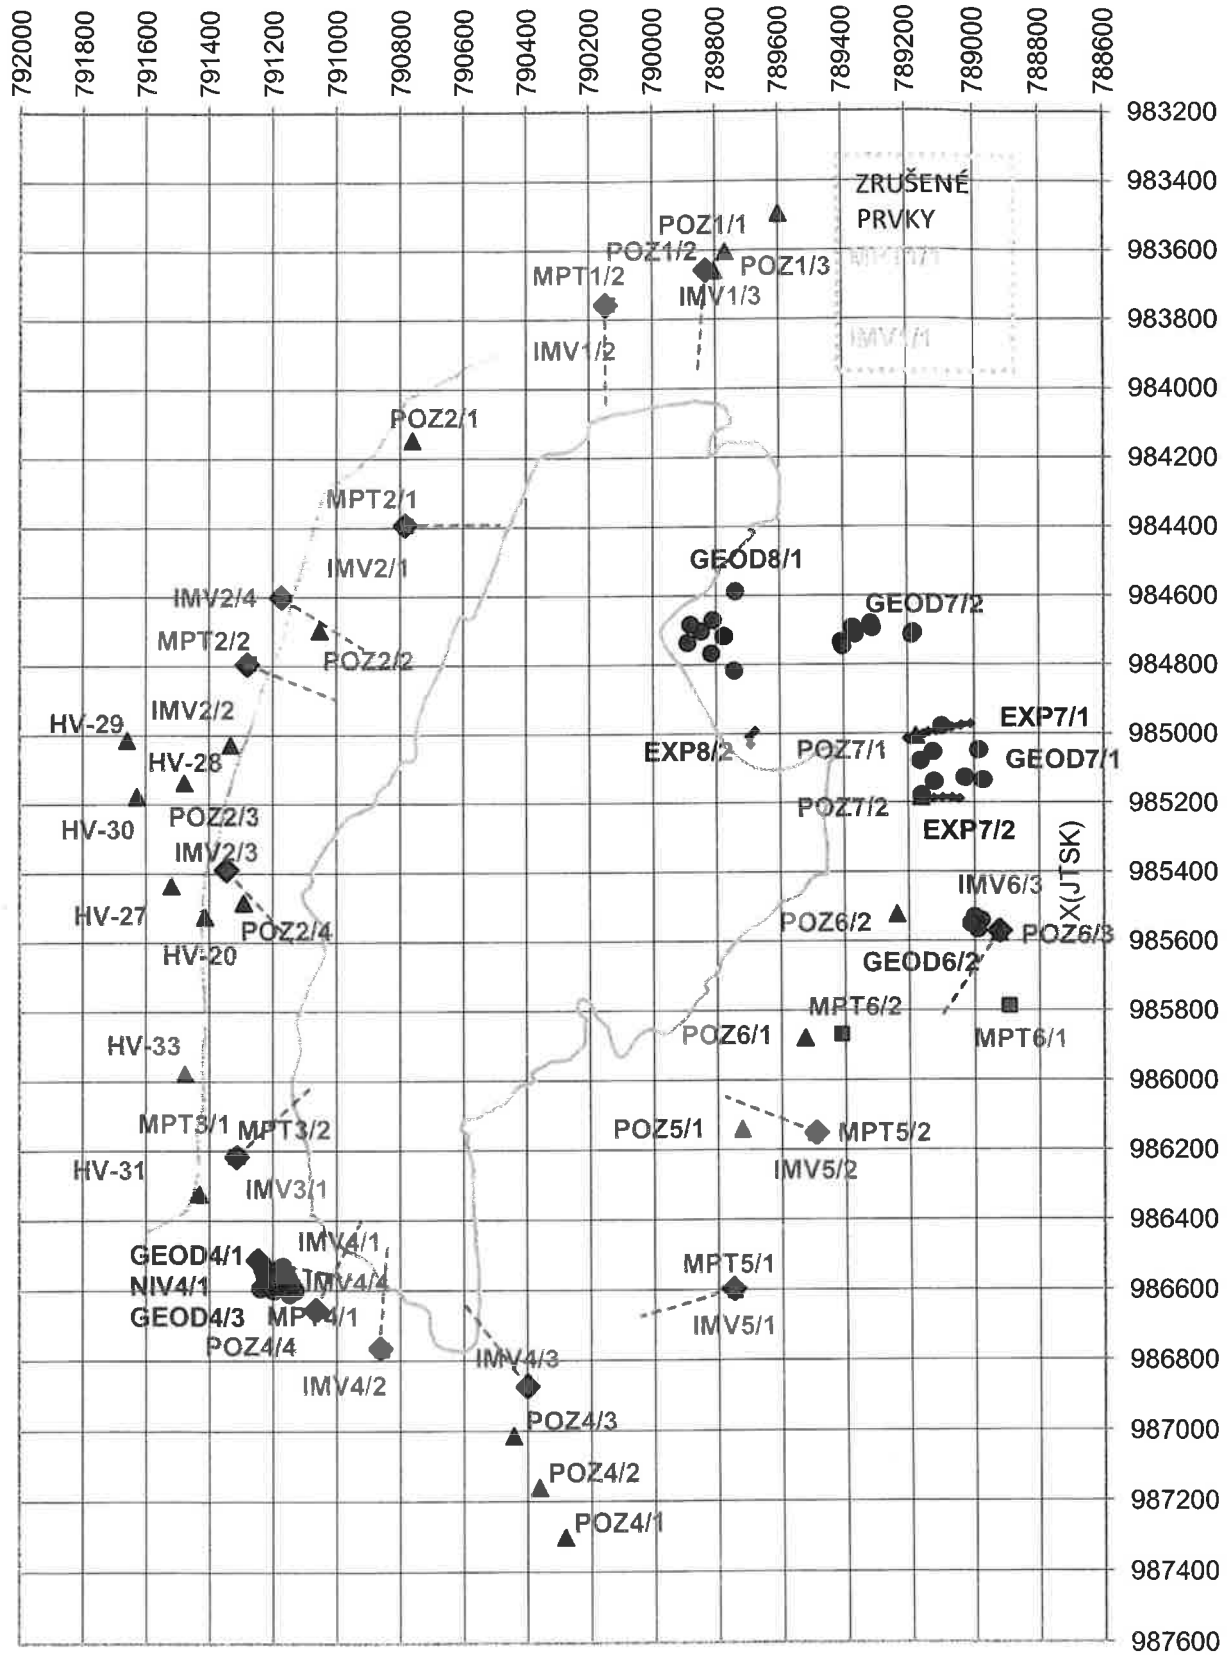 792000
791800
791600
791400
791200
791000
790800
790600
790400
790200
790000
789800
789600
789400
789200
789000
788800
788600
983200
983400
983600
983800
984000
984200
984400
984600
984800
985000
985200
985400
985600
985800
986000
986200
986400
986600
986800
987000
987200
987400
987600
X(JTSK)
ZRUŠENÉ
PRVKY
IMV1/1
POZ1/1
POZ1/2
POZ1/3
MPT1/2
IMV1/3
IMV1/2
POZ2/1
MPT2/1
IMV2/1
GEOD8/1
IMV2/4
GEOD7/2
MPT2/2
POZ2/2
IMV2/2
HV-29
EXP7/1
EXP8/2
POZ7/1
HV-28
GEOD7/1
POZ2/3
POZ7/2
HV-30
EXP7/2
IMV2/3
IMV6/3
HV-27
POZ6/2
POZ2/4
POZ6/3
HV-20
GEOD6/2
MPT6/2
HV-33
POZ6/1
MPT6/1
MPT3/1
MPT3/2
POZ5/1
MPT5/2
HV-31
IMV5/2
IMV3/1
IMV4/1
GEOD4/1
MPT5/1
NIV4/1
IMV4/4
GEOD4/3
MPT4/1
IMV5/1
POZ4/4
IMV4/3
IMV4/2
POZ4/3
POZ4/2
POZ4/1